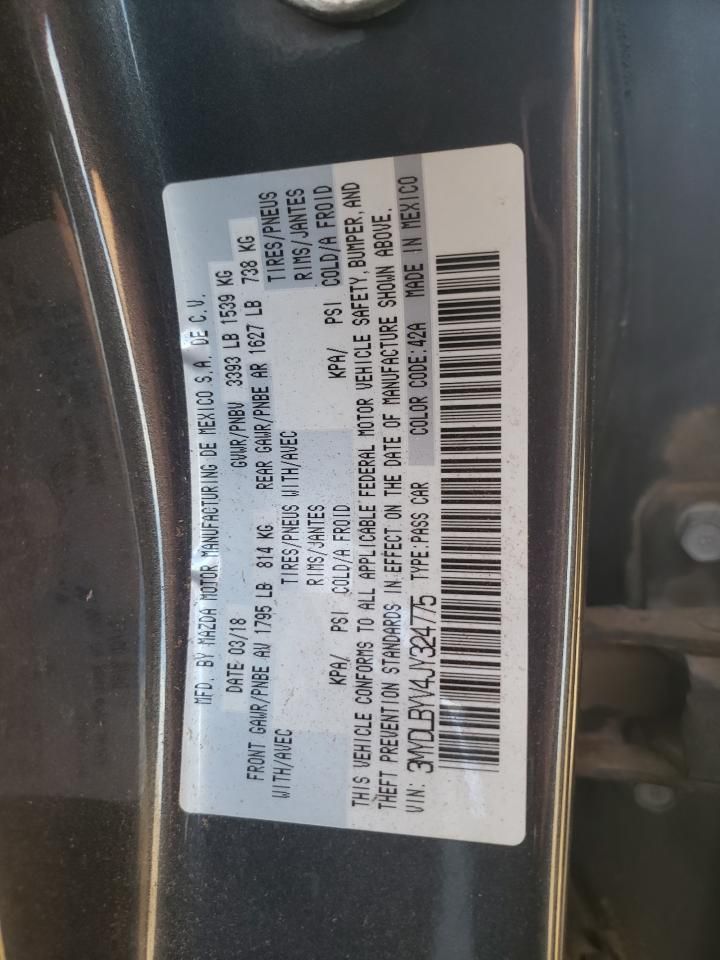 MFD. BY MAZDA MOTOR MANUFACTURING DE MEXICO S.A. DE C.V.
DATE: 03/18 GVWR/PNBV 3393 LB 1539 KG
FRONT GAWR/PNBE AV 1795 LB 814 KG REAR GAWR/PNBE AR 1627 LB 738 KG
WITH/AVEC TIRES/PNEUS WITH/AVEC TIRES/PNEUS
RIMS/JANTES RIMS/JANTES
KPA/ PSI COLD/A FROID KPA/ PSI COLD/A FROID
THIS VEHICLE CONFORMS TO ALL APPLICABLE FEDERAL MOTOR VEHICLE SAFETY, BUMPER, AND
THEFT PREVENTION STANDARDS IN EFFECT ON THE DATE OF MANUFACTURE SHOWN ABOVE.
VIN: 3MYDLBYV4JY324775 TYPE: PASS CAR COLOR CODE: 42A MADE IN MEXICO